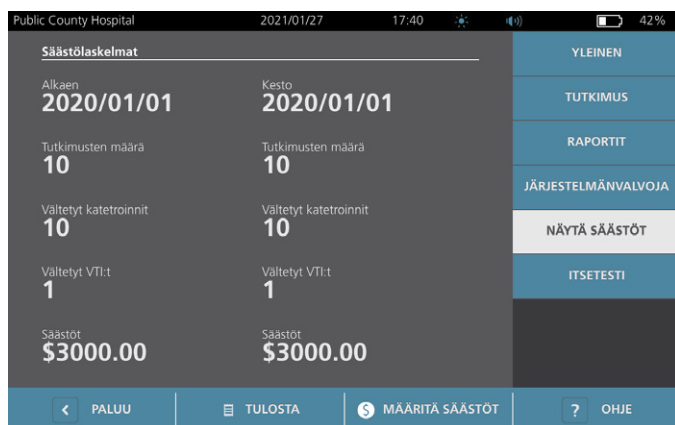 Public County Hospital 2021/01/27 17:40 42%
Säästölaskelmat
Alkaen Kesto
2020/01/01 2020/01/01
Tutkimusten määrä Tutkimusten määrä
10 10
Vältetyt katetroinnit Vältetyt katetroinnit
10 10
Vältetyt VTI:t Vältetyt VTI:t
1 1
Säästöt Säästöt
$3000.00 $3000.00
YLEINEN
TUTKIMUS
RAPORTIT
JÄRJESTELMÄNVALVOJA
NÄYTÄ SÄÄSTÖT
ITSETESTI
< PALUU TULOSTA $ MÄÄRITÄ SÄÄSTÖT ? OHJE